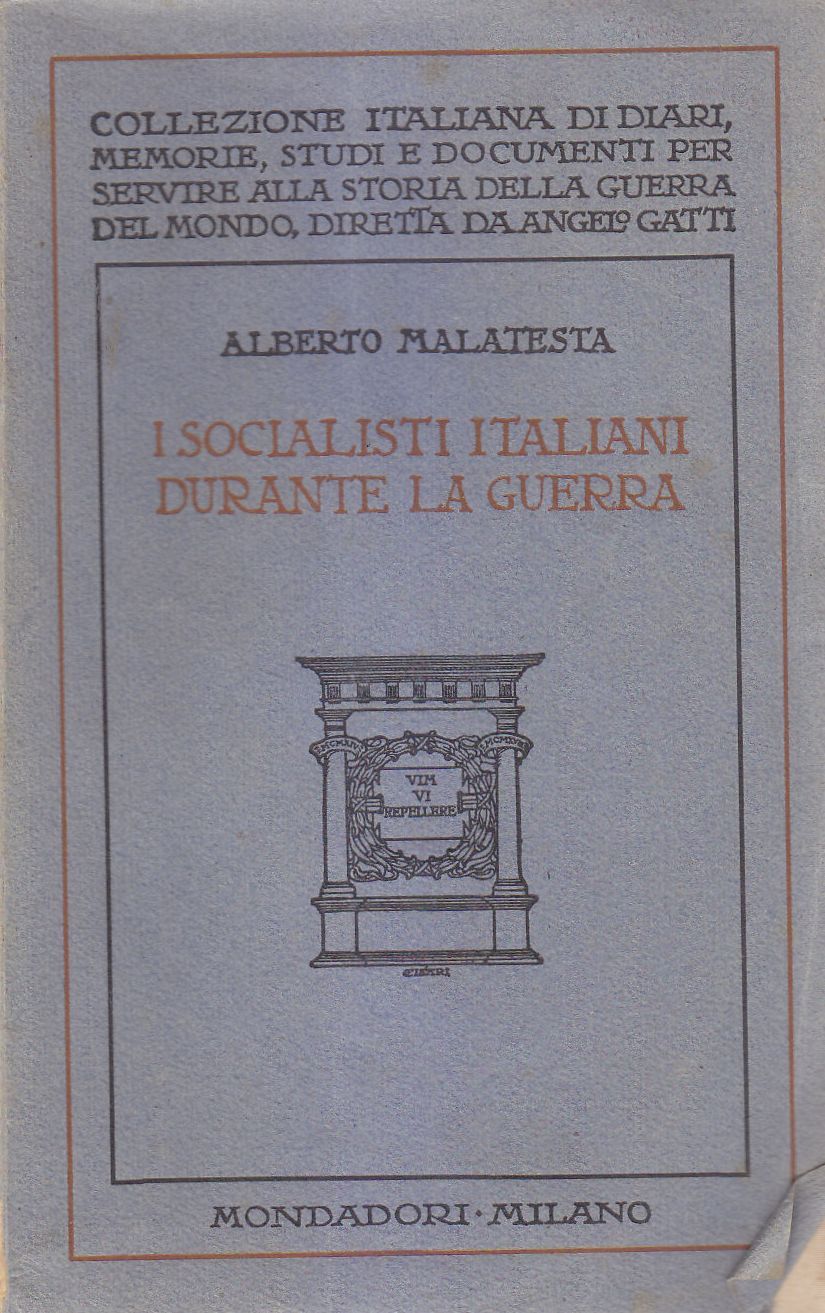 COLLEZIONE ITALIANA DI DIARI,
MEMORIE, STUDI E DOCUMENTI PER
SERVIRE ALLA STORIA DELLA GUERRA
DEL MONDO, DIRETTA DA ANGELO GATTI
ALBERTO MALATESTA
I SOCIALISTI ITALIANI
DURANTE LA GUERRA
VIM
VI
REPELLERE
MONDADORI · MILANO